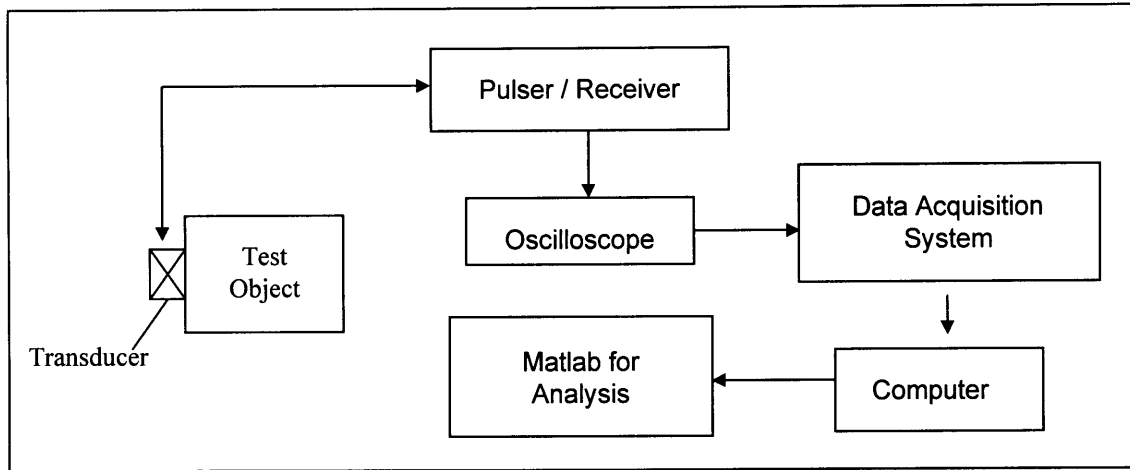 Pulser / Receiver
Data Acquisition
System
Oscilloscope
Test
Object
Transducer
Matlab for
Analysis
Computer